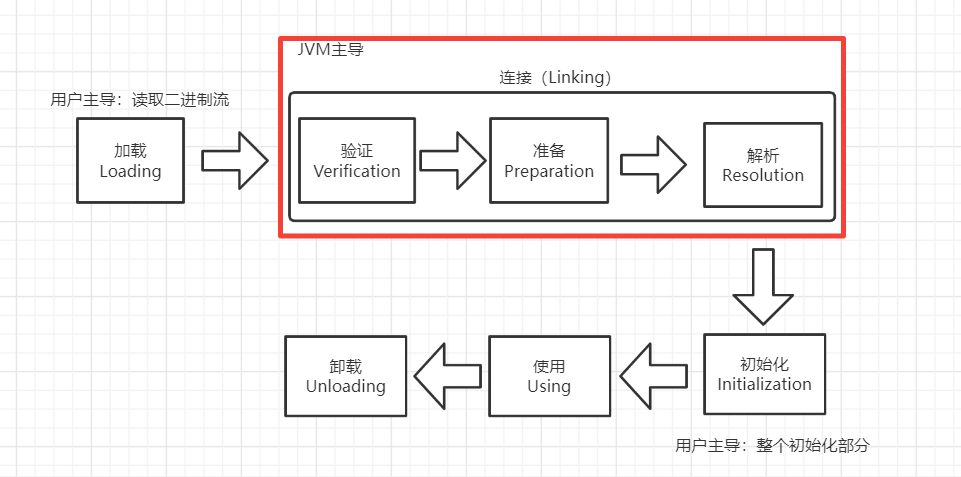 JVM主导
连接（Linking）
用户主导：读取二进制流
加载
Loading
验证
Verification
准备
Preparation
解析
Resolution
卸载
Unloading
使用
Using
初始化
Initialization
用户主导：整个初始化部分